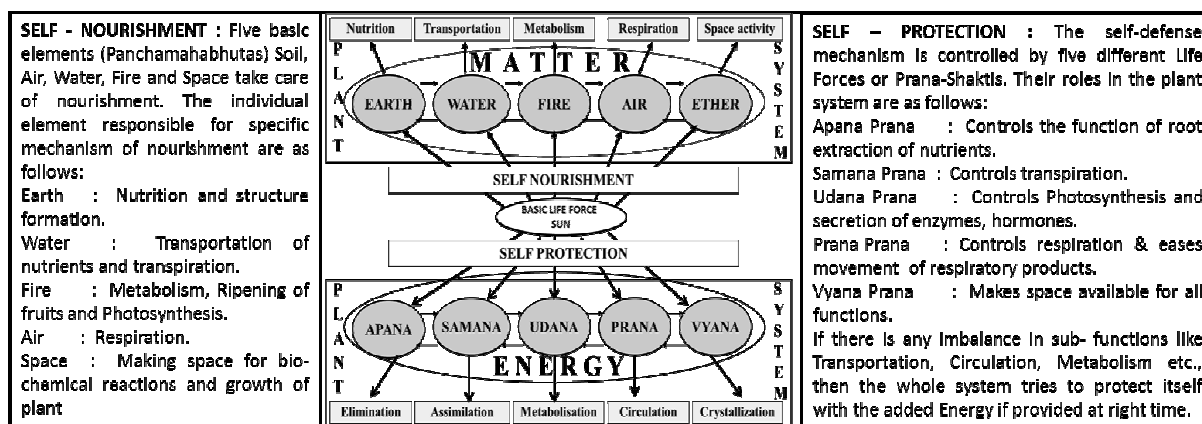 SELF - NOURISHMENT : Five basic
elements (Panchamahabhutas) Soil,
Air, Water, Fire and Space take care
of nourishment. The individual
element responsible for specific
mechanism of nourishment are as
follows:
Earth : Nutrition and structure
formation.
Water : Transportation of
nutrients and transpiration.
Fire : Metabolism, Ripening of
fruits and Photosynthesis.
Air : Respiration.
Space : Making space for bio-
chemical reactions and growth of
plant
Nutrition Transportation Metabolism Respiration Space activity
PLANT
MATTER
SYSTEM
EARTH WATER FIRE AIR ETHER
SELF NOURISHMENT
BASIC LIFE FORCE
SUN
SELF PROTECTION
PLANT
SYSTEM
APANA SAMANA UDANA PRANA VYANA
ENERGY
Elimination Assimilation Metabolisation Circulation Crystallization
SELF – PROTECTION : The self-defense
mechanism is controlled by five different Life
Forces or Prana-Shaktis. Their roles in the plant
system are as follows:
Apana Prana : Controls the function of root
extraction of nutrients.
Samana Prana : Controls transpiration.
Udana Prana : Controls Photosynthesis and
secretion of enzymes, hormones.
Prana Prana : Controls respiration & eases
movement of respiratory products.
Vyana Prana : Makes space available for all
functions.
If there is any imbalance in sub- functions like
Transportation, Circulation, Metabolism etc.,
then the whole system tries to protect itself
with the added Energy if provided at right time.